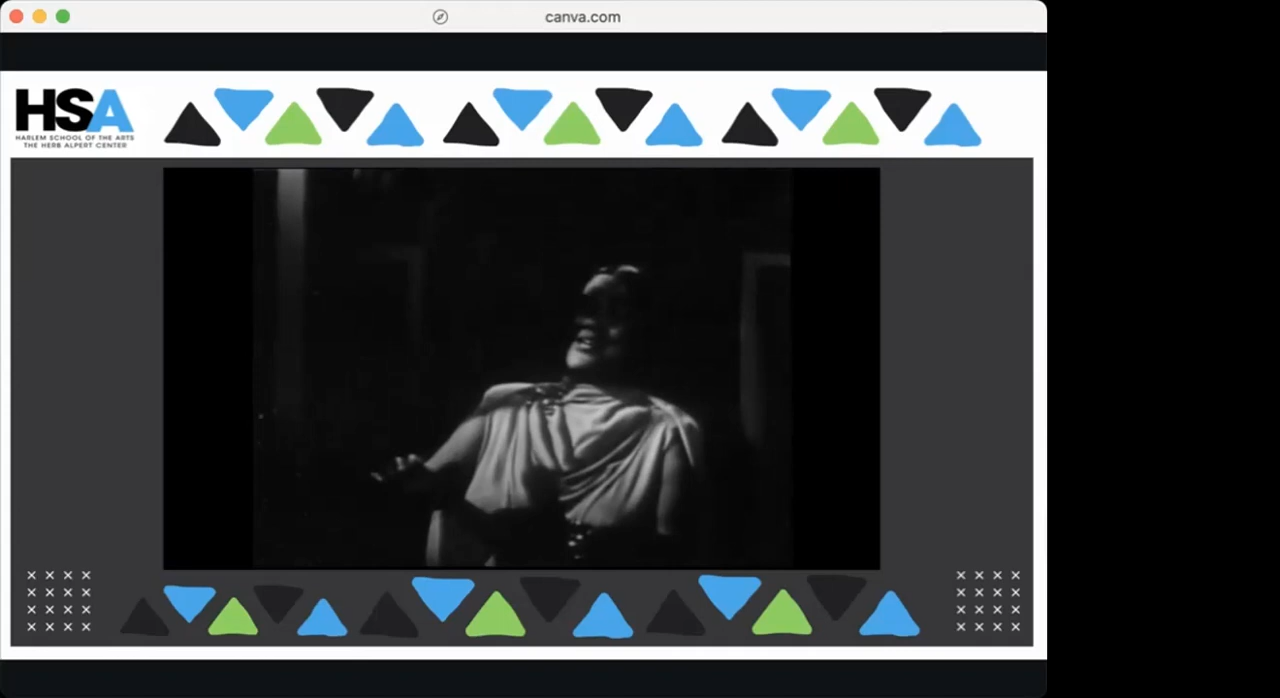 canva.com
HSA
HARLEM SCHOOL OF THE ARTS
THE HERB ALPERT CENTER